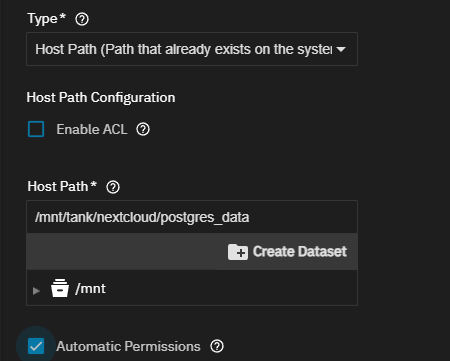 Type*
Host Path (Path that already exists on the syste
Host Path Configuration
Enable ACL
Host Path*
/mnt/tank/nextcloud/postgres_data
Create Dataset
/mnt
Automatic Permissions